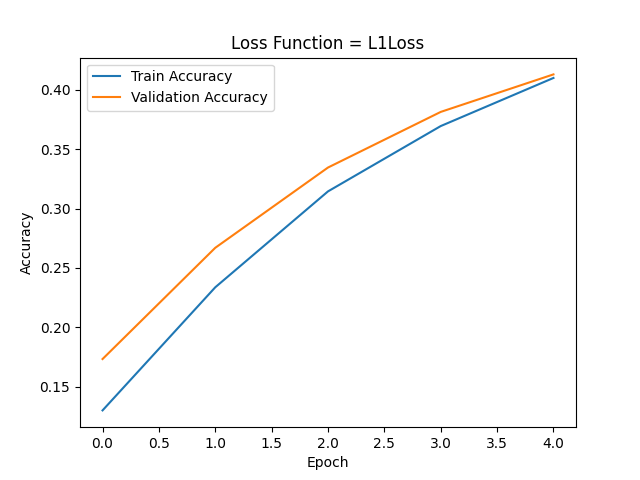 Loss Function = L1Loss
Train Accuracy
Validation Accuracy
0.40
0.35
0.30
0.25
0.20
0.15
Accuracy
0.0 0.5 1.0 1.5 2.0 2.5 3.0 3.5 4.0
Epoch